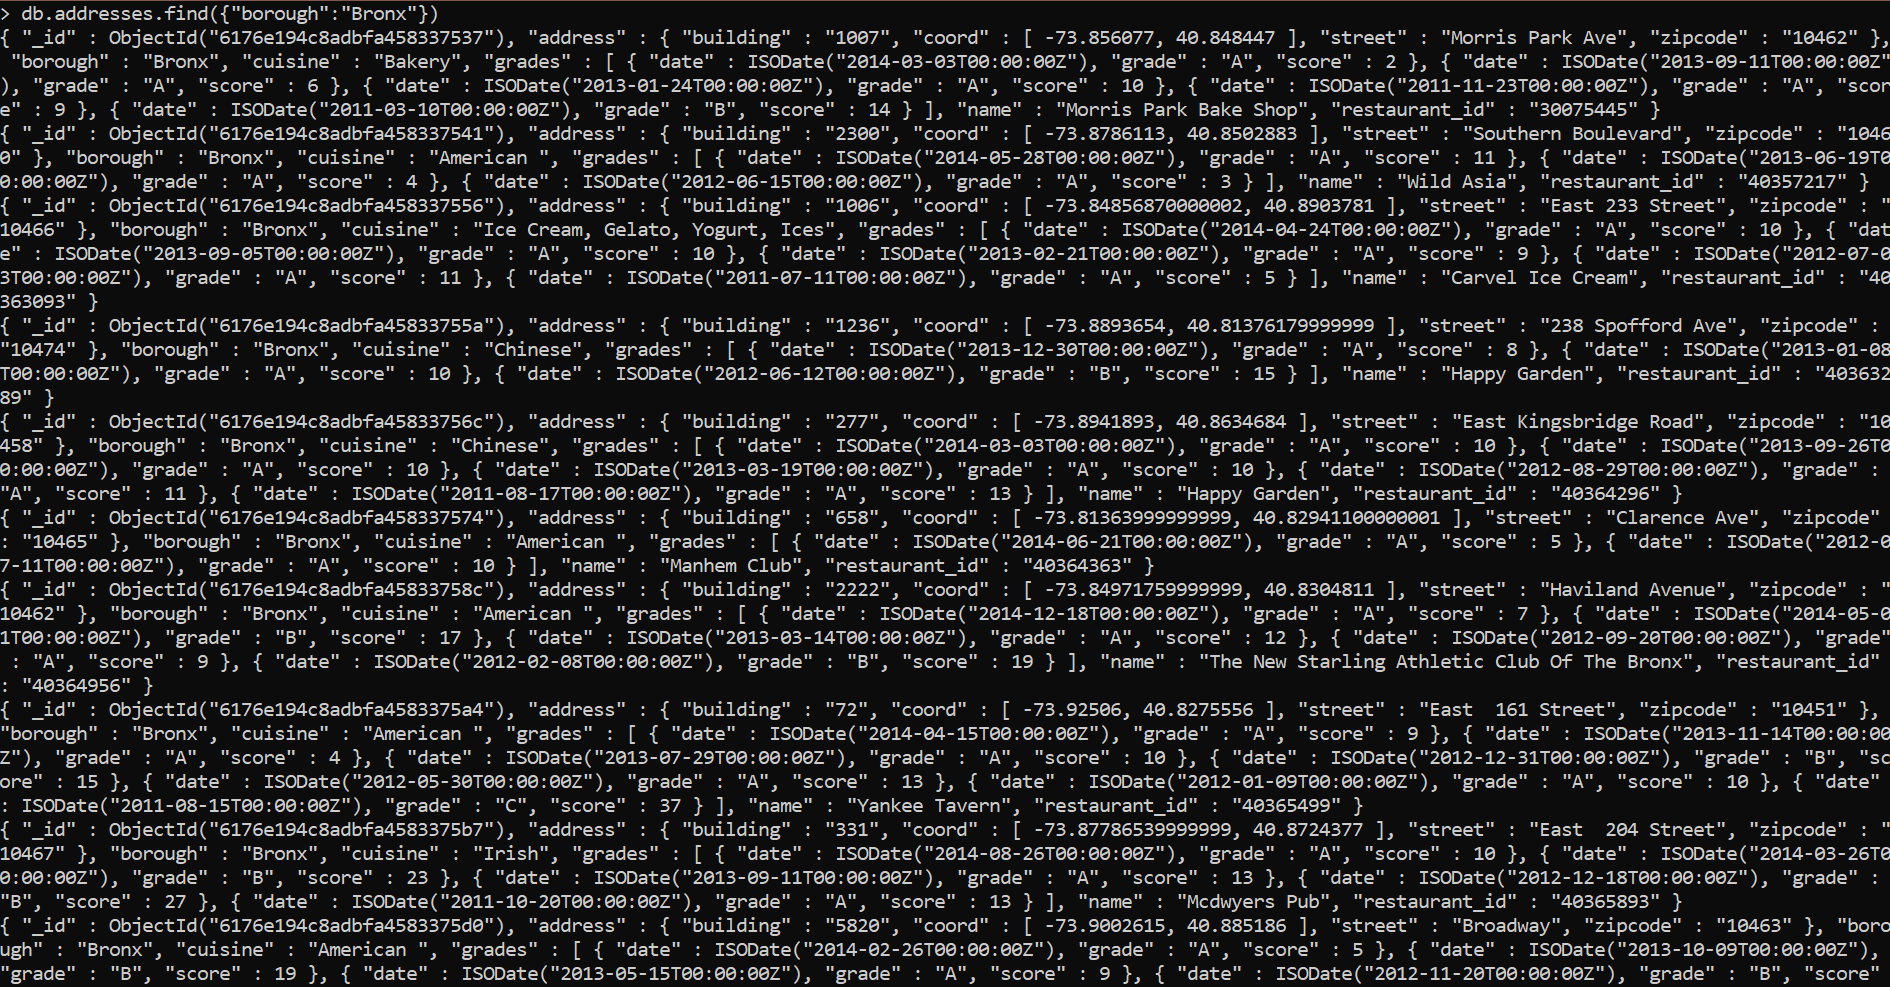 > db.addresses.find({"borough":"Bronx"})
{ "_id" : ObjectId("6176e194c8adbfa458337537"), "address" : { "building" : "1007", "coord" : [ -73.856077, 40.848447 ], "street" : "Morris Park Ave", "zipcode" : "10462" },
"borough" : "Bronx", "cuisine" : "Bakery", "grades" : [ { "date" : ISODate("2014-03-03T00:00:00Z"), "grade" : "A", "score" : 2 }, { "date" : ISODate("2013-09-11T00:00:00Z"
), "grade" : "A", "score" : 6 }, { "date" : ISODate("2013-01-24T00:00:00Z"), "grade" : "A", "score" : 10 }, { "date" : ISODate("2011-11-23T00:00:00Z"), "grade" : "A", "scor
e" : 9 }, { "date" : ISODate("2011-03-10T00:00:00Z"), "grade" : "B", "score" : 14 } ], "name" : "Morris Park Bake Shop", "restaurant_id" : "30075445" }
{ "_id" : ObjectId("6176e194c8adbfa458337541"), "address" : { "building" : "2300", "coord" : [ -73.8786113, 40.8502883 ], "street" : "Southern Boulevard", "zipcode" : "1046
0" }, "borough" : "Bronx", "cuisine" : "American ", "grades" : [ { "date" : ISODate("2014-05-28T00:00:00Z"), "grade" : "A", "score" : 11 }, { "date" : ISODate("2013-06-19T0
0:00:00Z"), "grade" : "A", "score" : 4 }, { "date" : ISODate("2012-06-15T00:00:00Z"), "grade" : "A", "score" : 3 } ], "name" : "Wild Asia", "restaurant_id" : "40357217" }
{ "_id" : ObjectId("6176e194c8adbfa458337556"), "address" : { "building" : "1006", "coord" : [ -73.84856870000002, 40.8903781 ], "street" : "East 233 Street", "zipcode" : "
10466" }, "borough" : "Bronx", "cuisine" : "Ice Cream, Gelato, Yogurt, Ices", "grades" : [ { "date" : ISODate("2014-04-24T00:00:00Z"), "grade" : "A", "score" : 10 }, { "dat
e" : ISODate("2013-09-05T00:00:00Z"), "grade" : "A", "score" : 10 }, { "date" : ISODate("2013-02-21T00:00:00Z"), "grade" : "A", "score" : 9 }, { "date" : ISODate("2012-07-0
3T00:00:00Z"), "grade" : "A", "score" : 11 }, { "date" : ISODate("2011-07-11T00:00:00Z"), "grade" : "A", "score" : 5 } ], "name" : "Carvel Ice Cream", "restaurant_id" : "40
363093" }
{ "_id" : ObjectId("6176e194c8adbfa45833755a"), "address" : { "building" : "1236", "coord" : [ -73.8893654, 40.81376179999999 ], "street" : "238 Spofford Ave", "zipcode" :
"10474" }, "borough" : "Bronx", "cuisine" : "Chinese", "grades" : [ { "date" : ISODate("2013-12-30T00:00:00Z"), "grade" : "A", "score" : 8 }, { "date" : ISODate("2013-01-08
T00:00:00Z"), "grade" : "A", "score" : 10 }, { "date" : ISODate("2012-06-12T00:00:00Z"), "grade" : "B", "score" : 15 } ], "name" : "Happy Garden", "restaurant_id" : "403632
89" }
{ "_id" : ObjectId("6176e194c8adbfa45833756c"), "address" : { "building" : "277", "coord" : [ -73.8941893, 40.8634684 ], "street" : "East Kingsbridge Road", "zipcode" : "10
458" }, "borough" : "Bronx", "cuisine" : "Chinese", "grades" : [ { "date" : ISODate("2014-03-03T00:00:00Z"), "grade" : "A", "score" : 10 }, { "date" : ISODate("2013-09-26T0
0:00:00Z"), "grade" : "A", "score" : 10 }, { "date" : ISODate("2013-03-19T00:00:00Z"), "grade" : "A", "score" : 10 }, { "date" : ISODate("2012-08-29T00:00:00Z"), "grade" :
"A", "score" : 11 }, { "date" : ISODate("2011-08-17T00:00:00Z"), "grade" : "A", "score" : 13 } ], "name" : "Happy Garden", "restaurant_id" : "40364296" }
{ "_id" : ObjectId("6176e194c8adbfa458337574"), "address" : { "building" : "658", "coord" : [ -73.81363999999999, 40.82941100000001 ], "street" : "Clarence Ave", "zipcode"
: "10465" }, "borough" : "Bronx", "cuisine" : "American ", "grades" : [ { "date" : ISODate("2014-06-21T00:00:00Z"), "grade" : "A", "score" : 5 }, { "date" : ISODate("2012-0
7-11T00:00:00Z"), "grade" : "A", "score" : 10 } ], "name" : "Manhem Club", "restaurant_id" : "40364363" }
{ "_id" : ObjectId("6176e194c8adbfa45833758c"), "address" : { "building" : "2222", "coord" : [ -73.84971759999999, 40.8304811 ], "street" : "Haviland Avenue", "zipcode" : "
10462" }, "borough" : "Bronx", "cuisine" : "American ", "grades" : [ { "date" : ISODate("2014-12-18T00:00:00Z"), "grade" : "A", "score" : 7 }, { "date" : ISODate("2014-05-0
1T00:00:00Z"), "grade" : "B", "score" : 17 }, { "date" : ISODate("2013-03-14T00:00:00Z"), "grade" : "A", "score" : 12 }, { "date" : ISODate("2012-09-20T00:00:00Z"), "grade"
: "A", "score" : 9 }, { "date" : ISODate("2012-02-08T00:00:00Z"), "grade" : "B", "score" : 19 } ], "name" : "The New Starling Athletic Club Of The Bronx", "restaurant_id"
: "40364956" }
{ "_id" : ObjectId("6176e194c8adbfa4583375a4"), "address" : { "building" : "72", "coord" : [ -73.92506, 40.8275556 ], "street" : "East  161 Street", "zipcode" : "10451" },
"borough" : "Bronx", "cuisine" : "American ", "grades" : [ { "date" : ISODate("2014-04-15T00:00:00Z"), "grade" : "A", "score" : 9 }, { "date" : ISODate("2013-11-14T00:00:00
Z"), "grade" : "A", "score" : 4 }, { "date" : ISODate("2013-07-29T00:00:00Z"), "grade" : "A", "score" : 10 }, { "date" : ISODate("2012-12-31T00:00:00Z"), "grade" : "B", "sc
ore" : 15 }, { "date" : ISODate("2012-05-30T00:00:00Z"), "grade" : "A", "score" : 13 }, { "date" : ISODate("2012-01-09T00:00:00Z"), "grade" : "A", "score" : 10 }, { "date"
: ISODate("2011-08-15T00:00:00Z"), "grade" : "C", "score" : 37 } ], "name" : "Yankee Tavern", "restaurant_id" : "40365499" }
{ "_id" : ObjectId("6176e194c8adbfa4583375b7"), "address" : { "building" : "331", "coord" : [ -73.87786539999999, 40.8724377 ], "street" : "East  204 Street", "zipcode" : "
10467" }, "borough" : "Bronx", "cuisine" : "Irish", "grades" : [ { "date" : ISODate("2014-08-26T00:00:00Z"), "grade" : "A", "score" : 10 }, { "date" : ISODate("2014-03-26T0
0:00:00Z"), "grade" : "B", "score" : 23 }, { "date" : ISODate("2013-09-11T00:00:00Z"), "grade" : "A", "score" : 13 }, { "date" : ISODate("2012-12-18T00:00:00Z"), "grade" :
"B", "score" : 27 }, { "date" : ISODate("2011-10-20T00:00:00Z"), "grade" : "A", "score" : 13 } ], "name" : "Mcdwyers Pub", "restaurant_id" : "40365893" }
{ "_id" : ObjectId("6176e194c8adbfa4583375d0"), "address" : { "building" : "5820", "coord" : [ -73.9002615, 40.885186 ], "street" : "Broadway", "zipcode" : "10463" }, "boro
ugh" : "Bronx", "cuisine" : "American ", "grades" : [ { "date" : ISODate("2014-02-26T00:00:00Z"), "grade" : "A", "score" : 5 }, { "date" : ISODate("2013-10-09T00:00:00Z"),
"grade" : "B", "score" : 19 }, { "date" : ISODate("2013-05-15T00:00:00Z"), "grade" : "A", "score" : 9 }, { "date" : ISODate("2012-11-20T00:00:00Z"), "grade" : "B", "score"